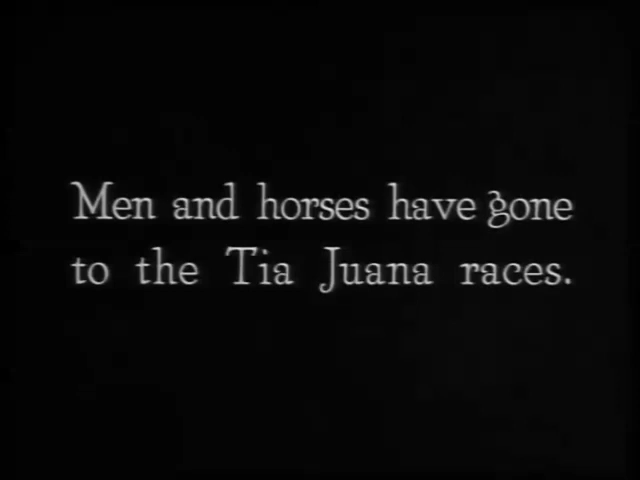 Men and horses have gone
to the Tia Juana races.